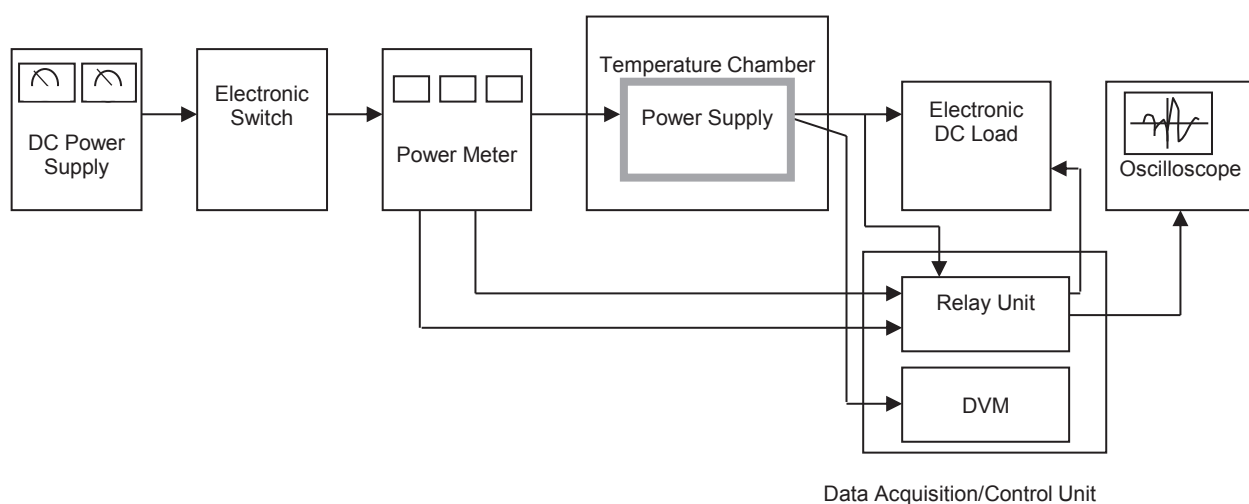 DC Power
Supply
Electronic
Switch
Power Meter
Temperature Chamber
Power Supply
Electronic
DC Load
Oscilloscope
Relay Unit
DVM
Data Acquisition/Control Unit